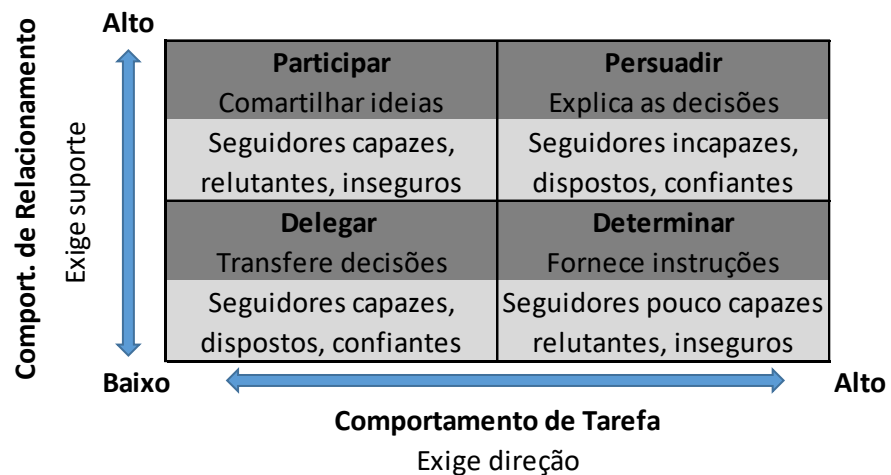 Alto
Comport. de Relacionamento
Exige suporte
Participar
Comartilhar ideias
Seguidores capazes,
relutantes, inseguros
Persuadir
Explica as decisões
Seguidores incapazes,
dispostos, confiantes
Delegar
Transfere decisões
Seguidores capazes,
dispostos, confiantes
Determinar
Fornece instruções
Seguidores pouco capazes
relutantes, inseguros
Baixo
Alto
Comportamento de Tarefa
Exige direção